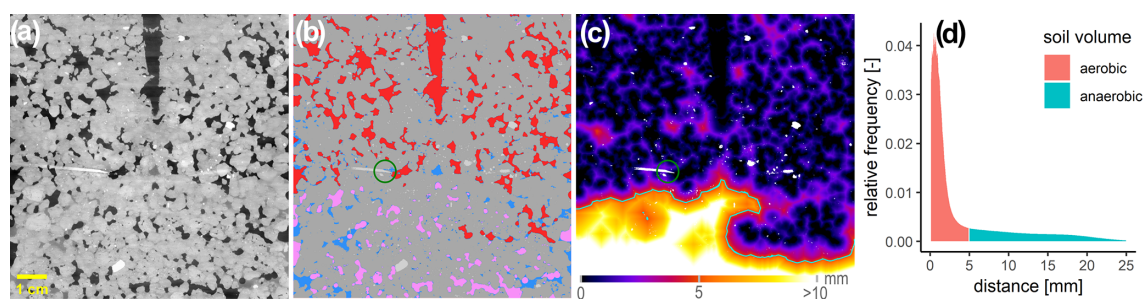 (a)
1 cm
(b)
(c)
0
5
>10
mm
(d)
relative frequency [-]
0.04
0.03
0.02
0.01
0.00
0
5
10
15
20
25
distance [mm]
soil volume
aerobic
anaerobic